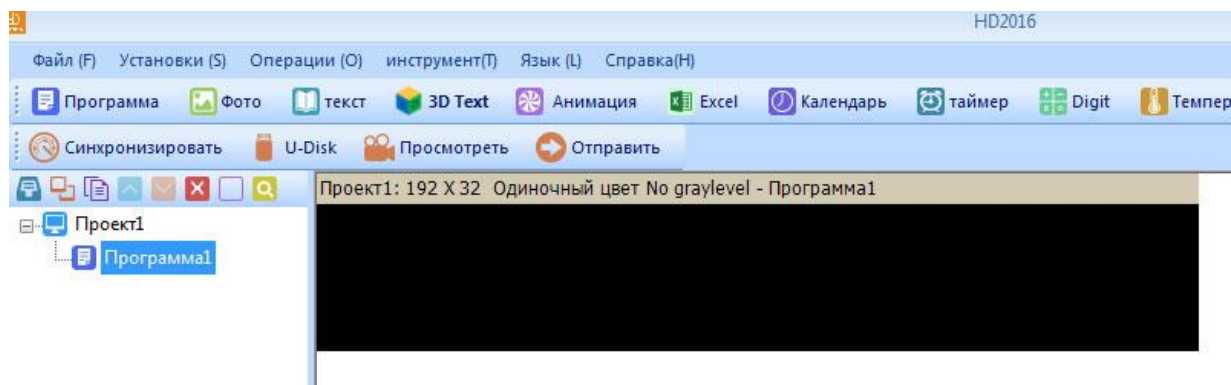 HD2016
Файл (F) Установки (S) Операции (O) инструмент(T) Язык (L) Справка(H)
Программа Фото текст 3D Text Анимация Excel Календарь таймер Digit Темпер
Синхронизировать U-Disk Просмотреть Отправить
Проект1: 192 X 32 Одиночный цвет No graylevel - Программа1
Проект1
Программа1